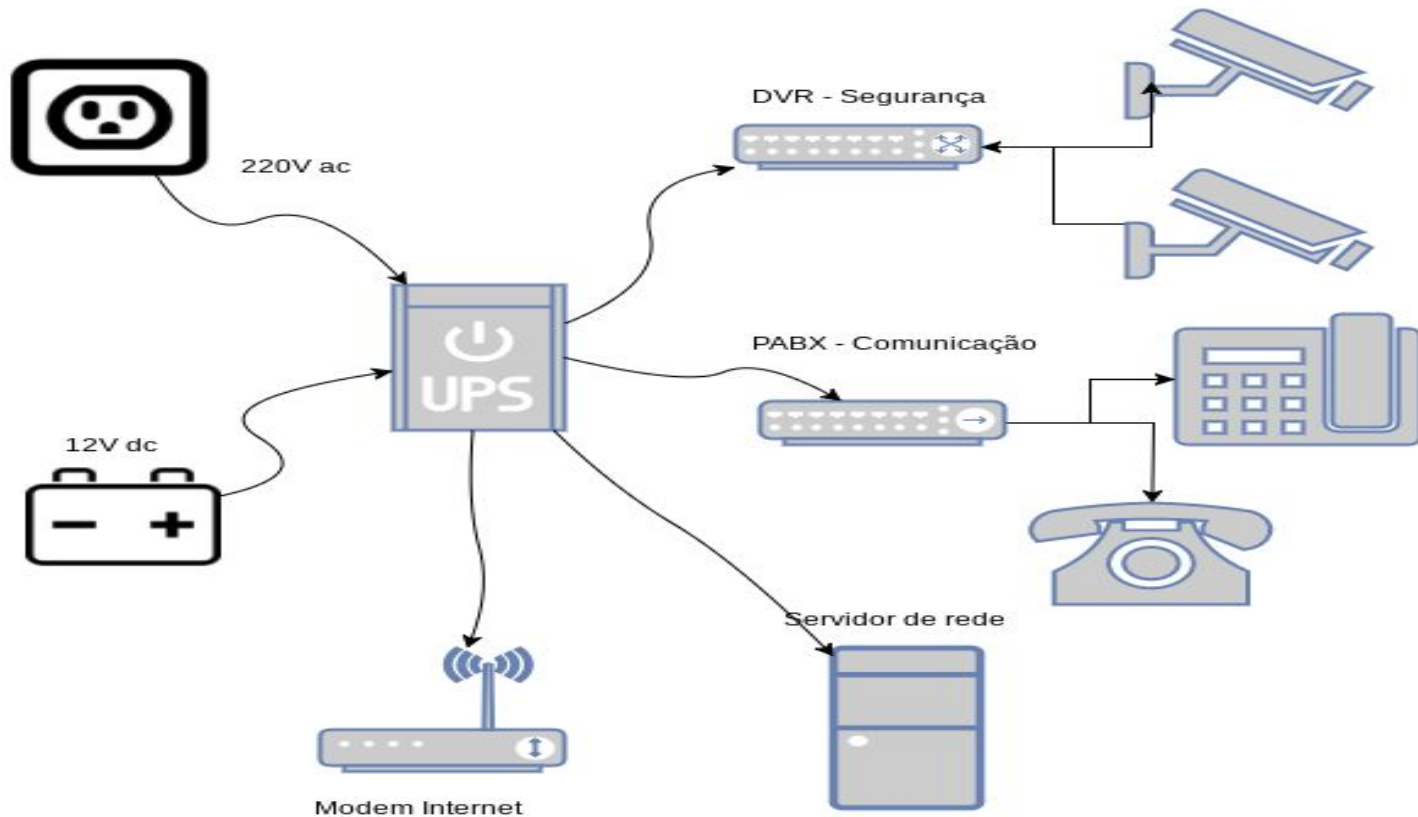 DVR - Segurança
220V ac
UPS
PABX - Comunicação
12V dc
Servidor de rede
Modem Internet